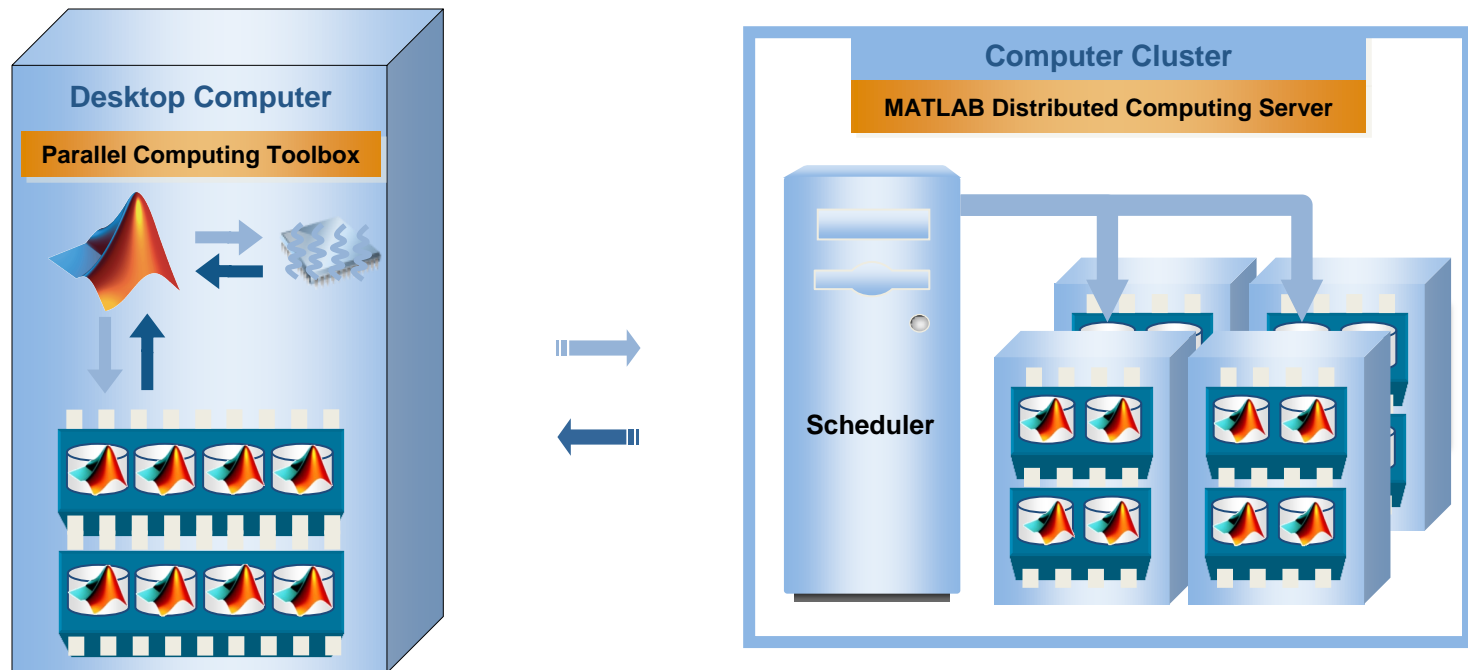 Desktop Computer
Parallel Computing Toolbox
Computer Cluster
MATLAB Distributed Computing Server
Scheduler